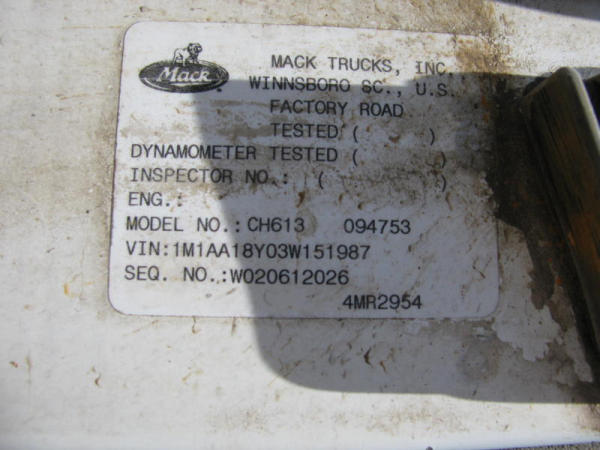 Mack
MACK TRUCKS, INC.
WINNSBORO SC., U.S.
FACTORY ROAD
TESTED ( )
DYNAMOMETER TESTED ( )
INSPECTOR NO.: ( )
ENG.:
MODEL NO.: CH613 094753
VIN:1M1AA18Y03W151987
SEQ. NO.:W020612026
4MR2954